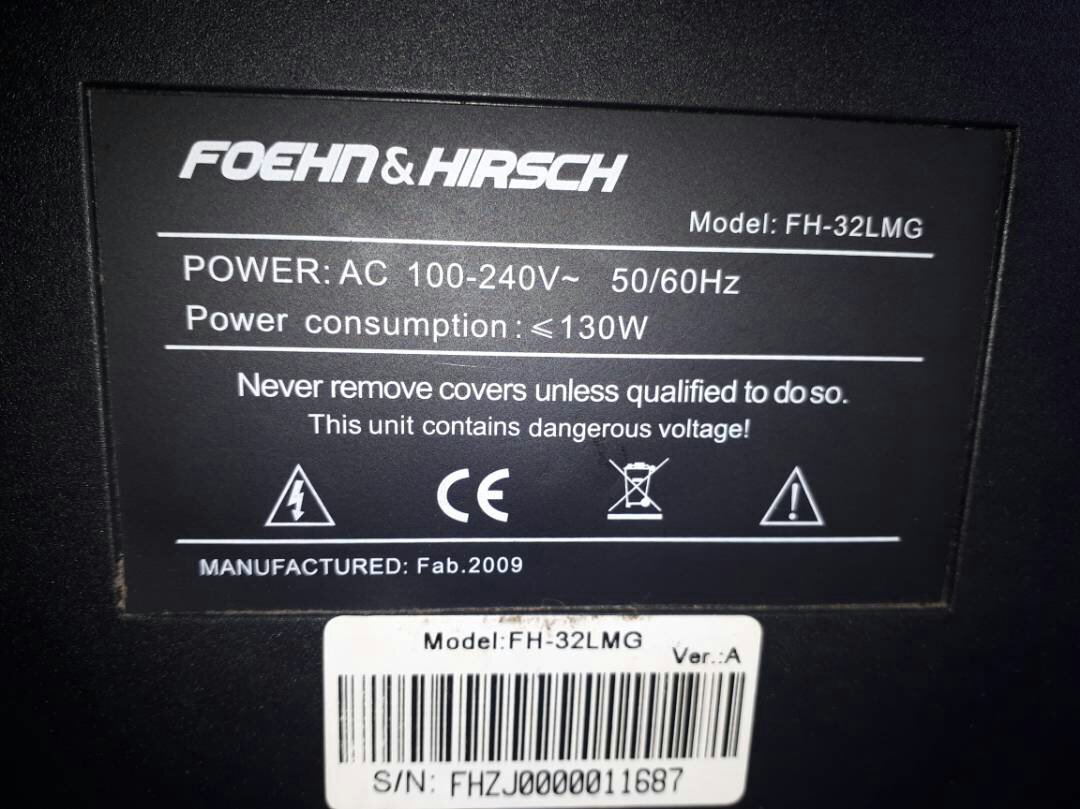 FOEHN&HIRSCH
Model: FH-32LMG
POWER: AC 100-240V~ 50/60Hz
Power consumption: ⩽130W
Never remove covers unless qualified to do so.
This unit contains dangerous voltage!
CE
MANUFACTURED: Fab.2009
Model:FH-32LMG
Ver.:A
S/N: FHZJ0000011687